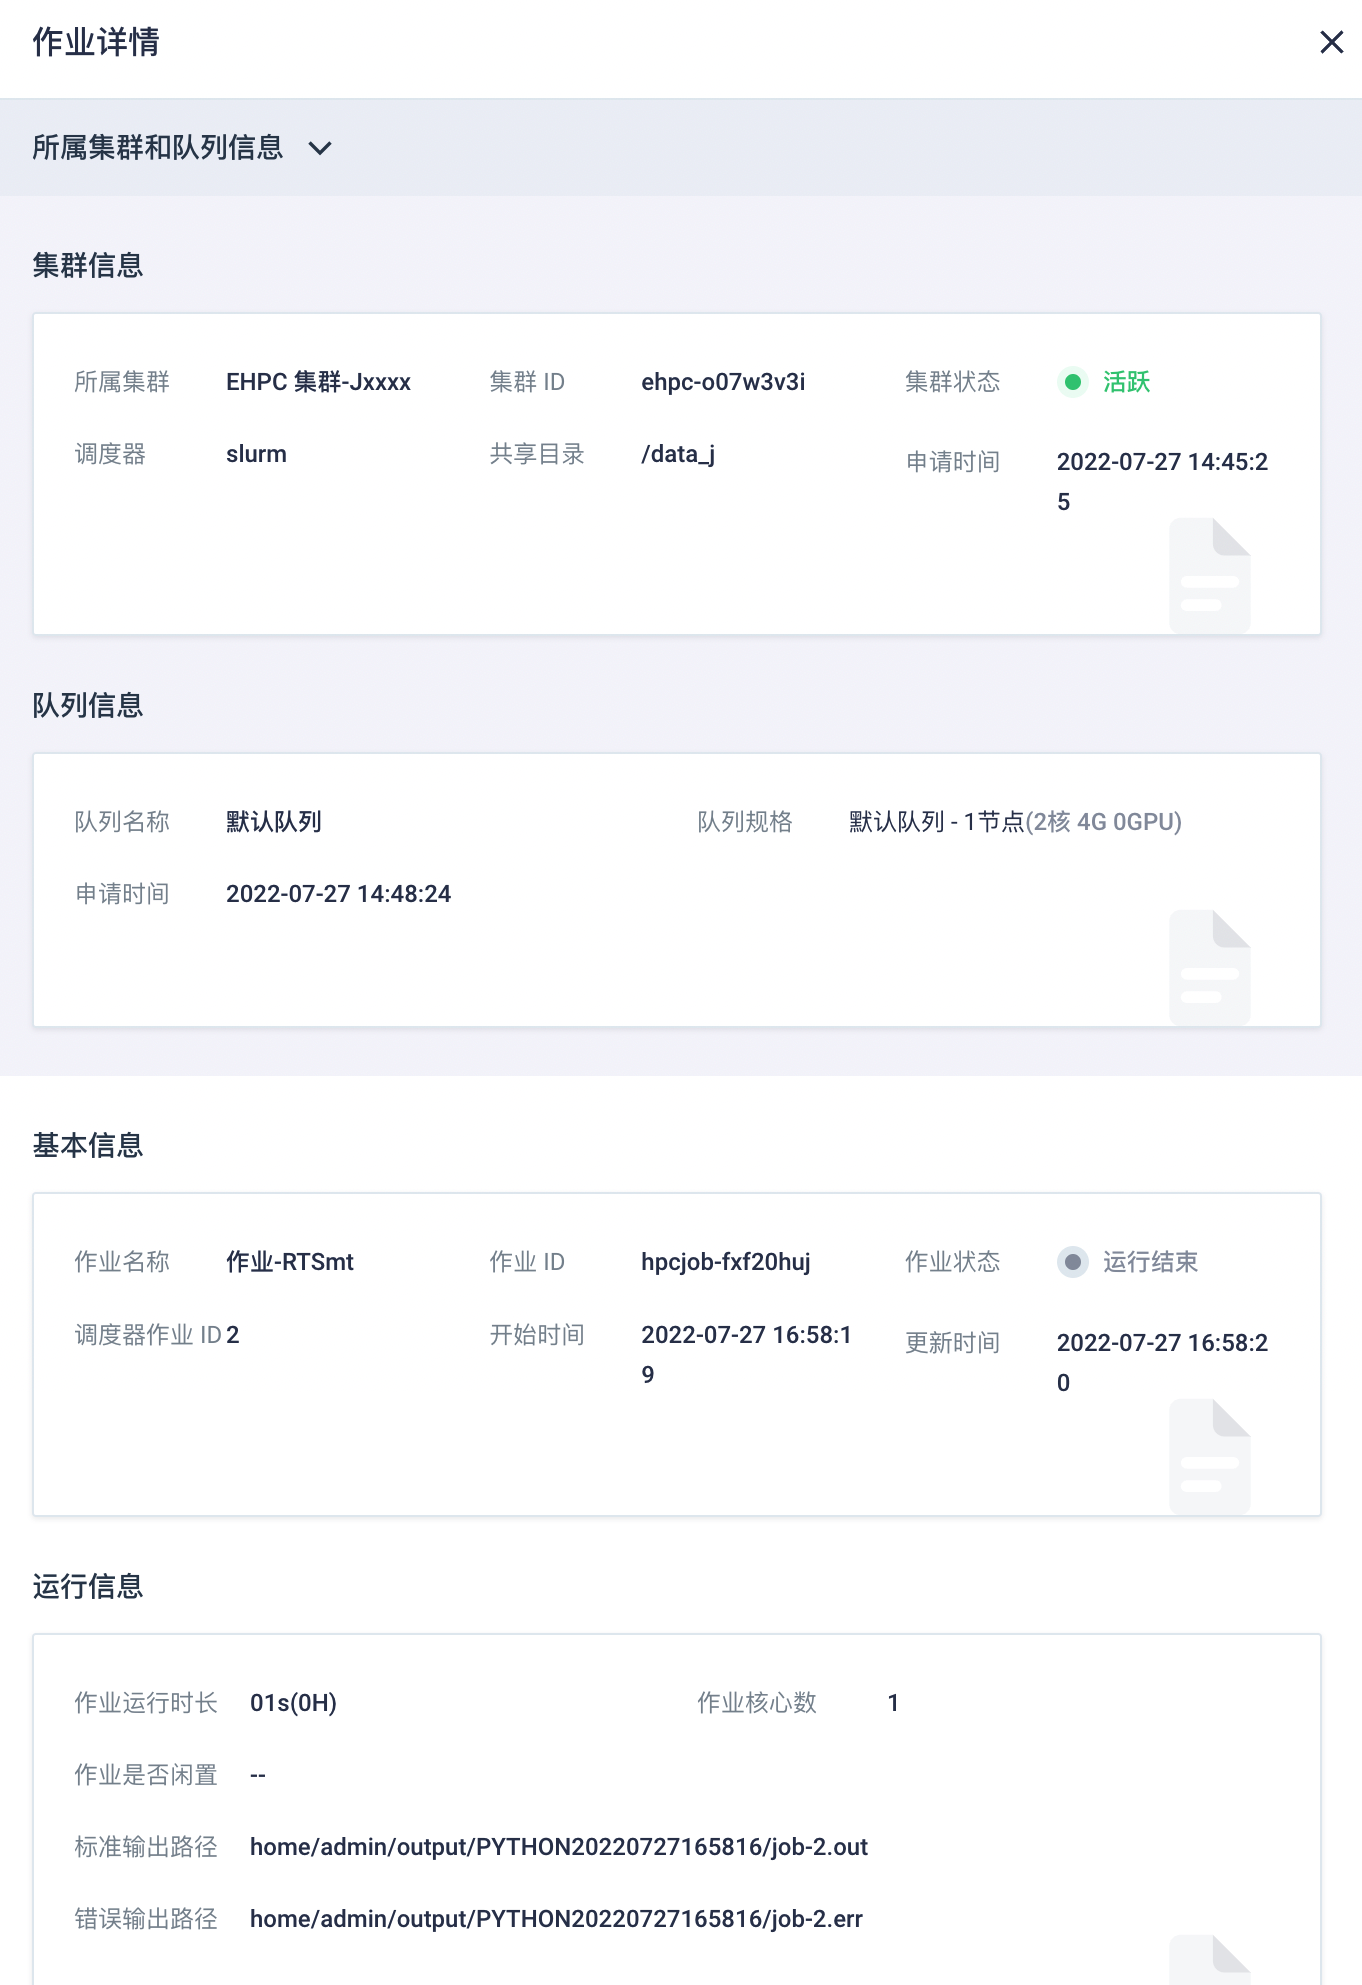 作业详情
所属集群和队列信息
集群信息
所属集群 EHPC 集群-Jxxxx 集群 ID ehpc-o07w3v3i 集群状态 活跃
调度器 slurm 共享目录 /data_j 申请时间 2022-07-27 14:45:2
5
队列信息
队列名称 默认队列 队列规格 默认队列 - 1节点(2核 4G 0GPU)
申请时间 2022-07-27 14:48:24
基本信息
作业名称 作业-RTSmt 作业 ID hpcjob-fxf20huj 作业状态 运行结束
调度器作业 ID 2 开始时间 2022-07-27 16:58:1 更新时间 2022-07-27 16:58:2
9 0
运行信息
作业运行时长 01s(0H) 作业核心数 1
作业是否闲置 --
标准输出路径 home/admin/output/PYTHON20220727165816/job-2.out
错误输出路径 home/admin/output/PYTHON20220727165816/job-2.err